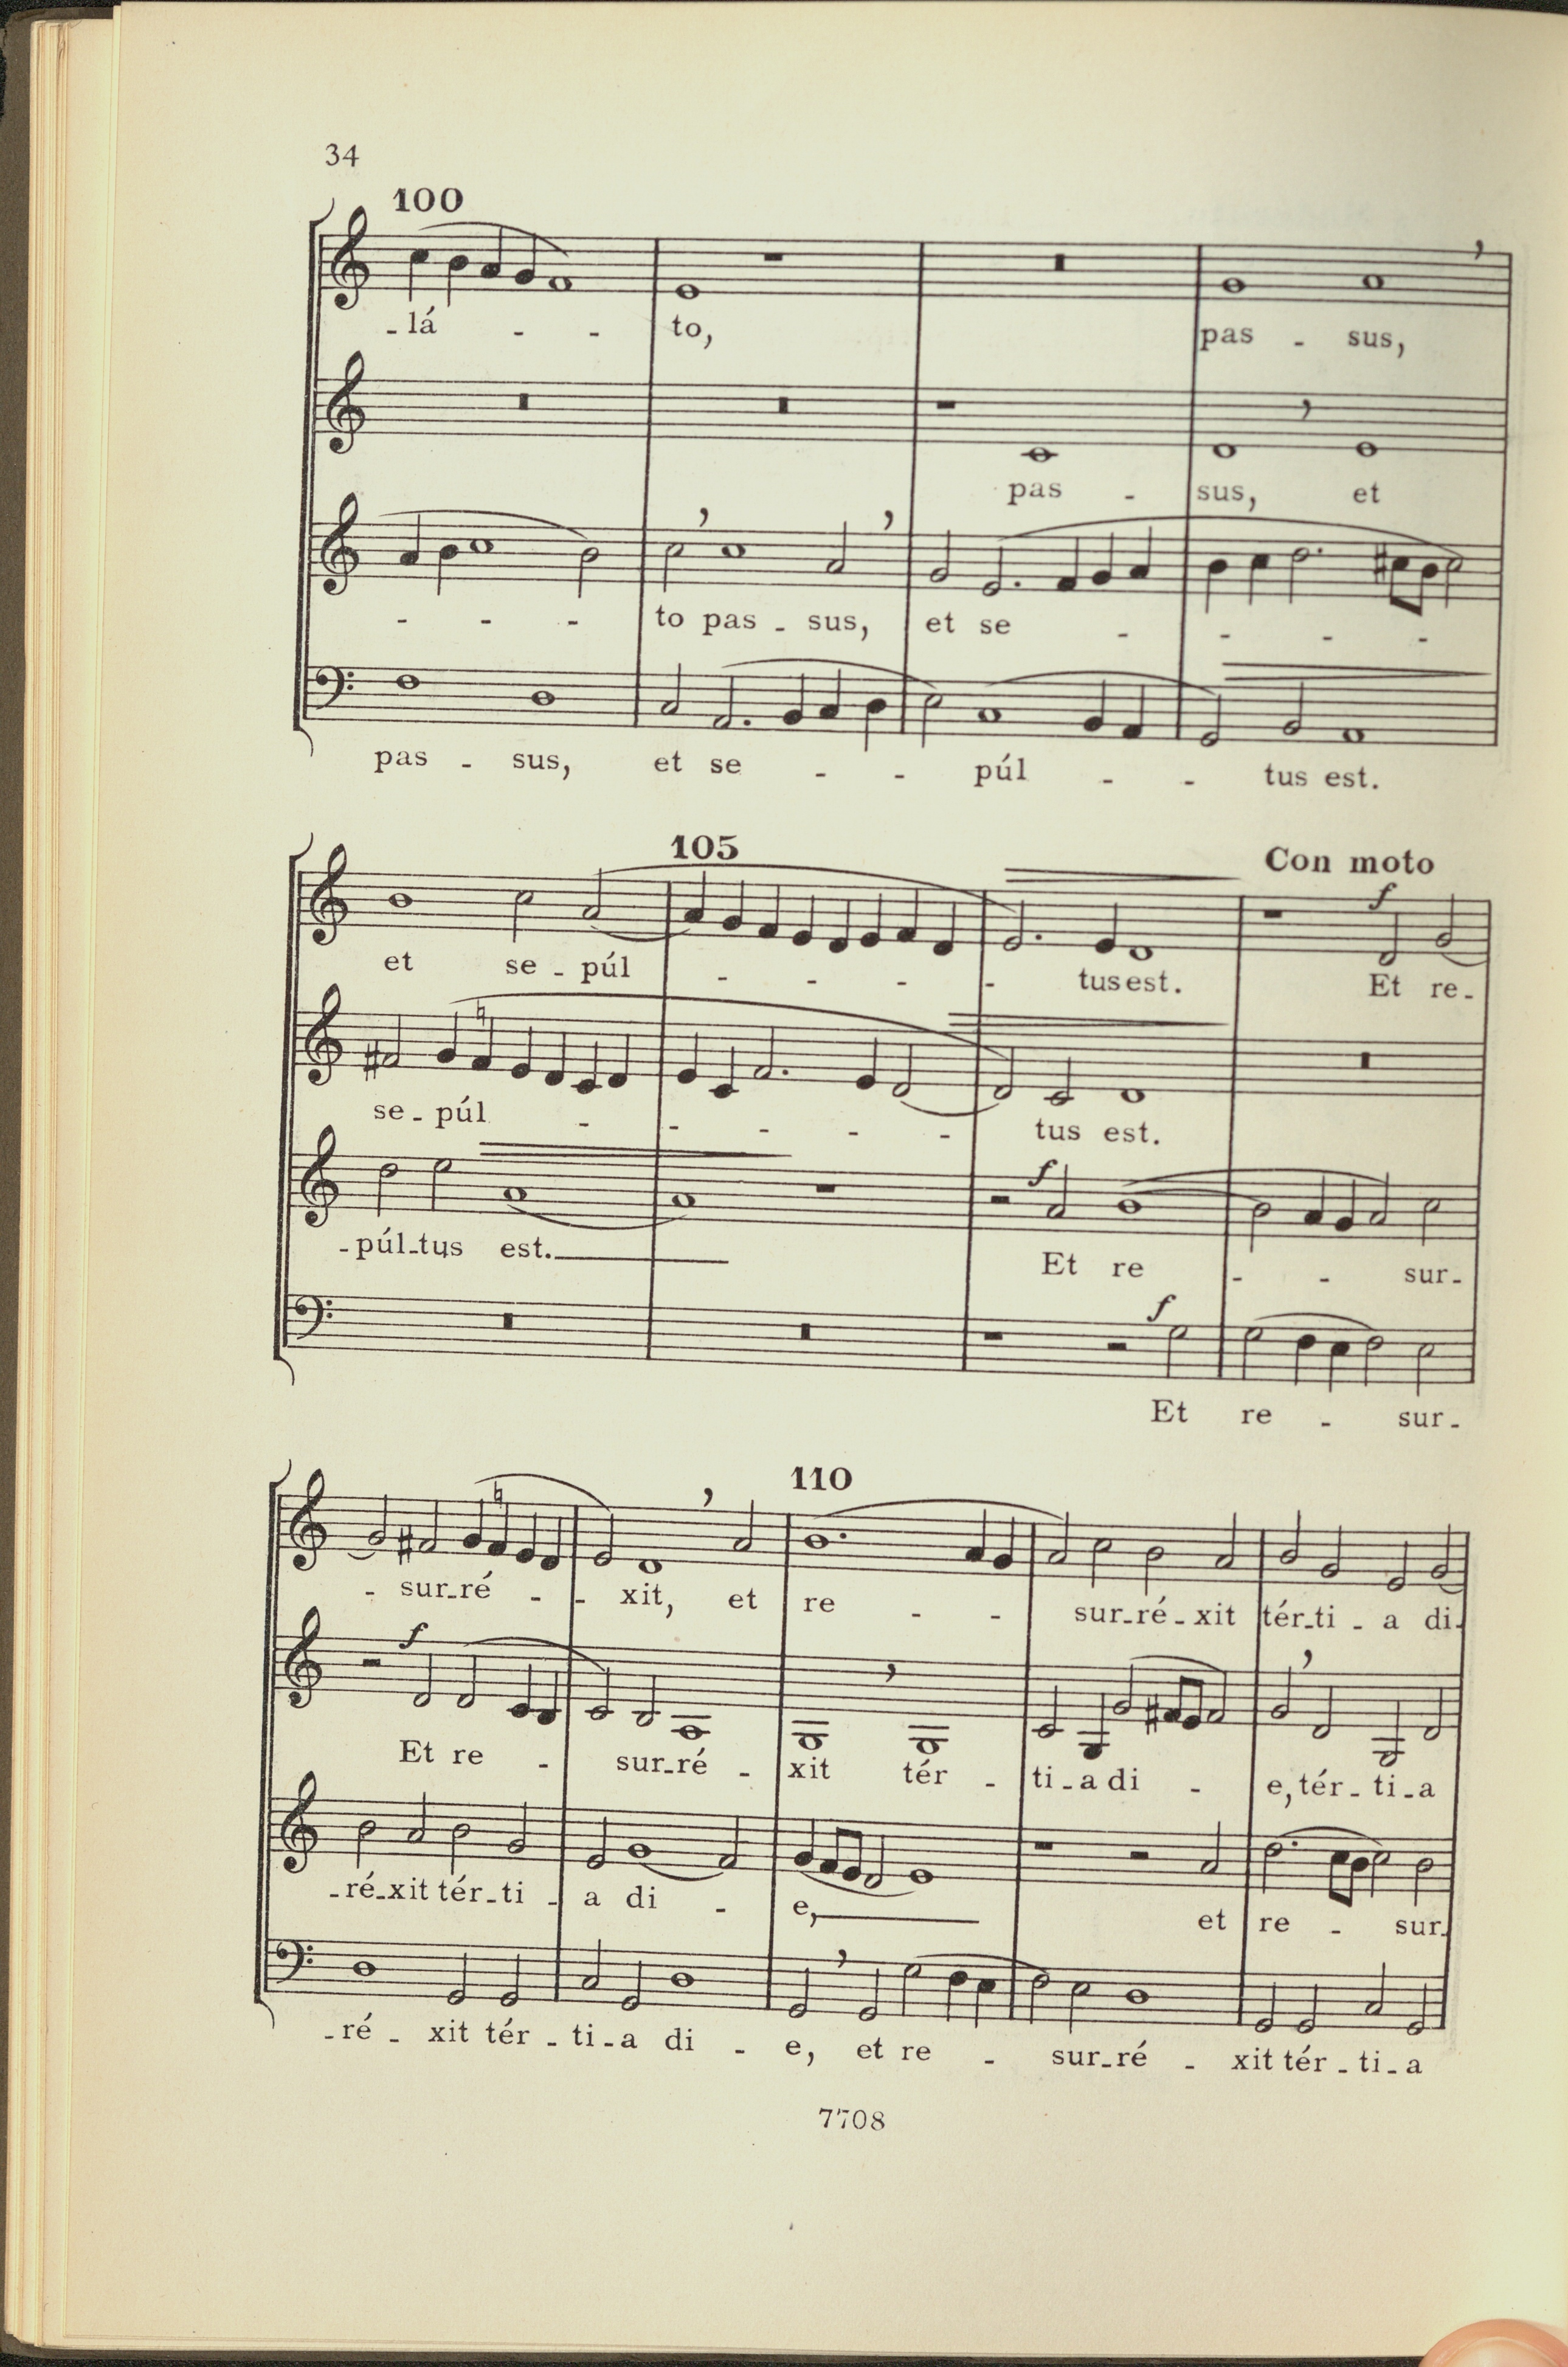 34
100
- lá - -  to, pas - sus,
pas - sus, et
- - - to pas - sus, et se - - - -
pas - sus, et se - - púl - - tus est.
105
Con moto
f
et se - púl - - - - tus est. Et re -
se - púl - - - - - tus est.
f
- púl - tus est. Et re - - sur -
f
Et re - sur -
110
- sur - ré - - xit, et re - - sur - ré - xit tér - ti - a di -
f
Et re - sur - ré - xit tér - ti - a di - e, tér - ti - a
- ré - xit tér - ti - a di - e, et re - sur -
- ré - xit tér - ti - a di - e, et re - sur - ré - xit tér - ti - a
7708